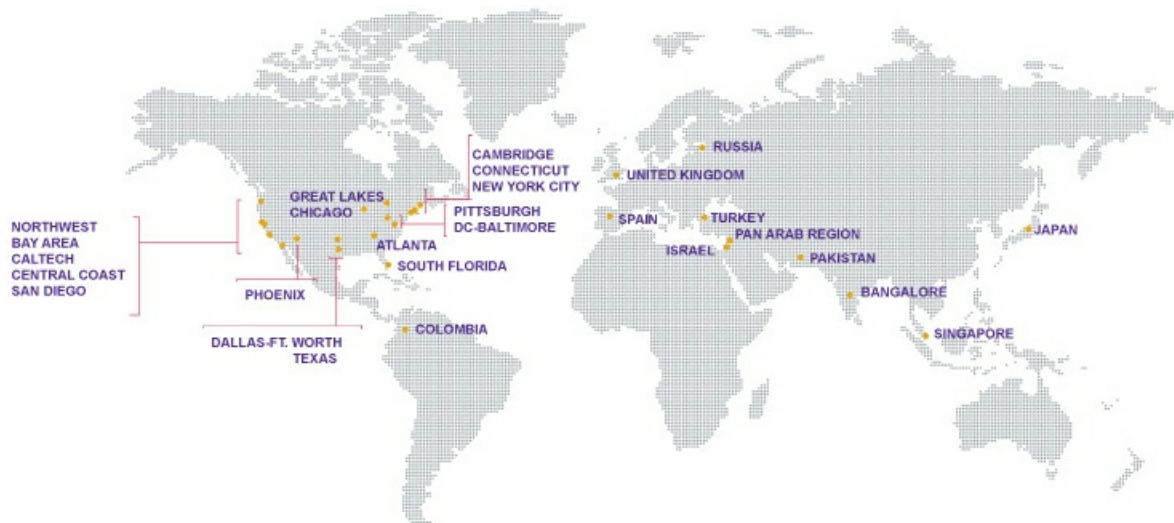 CAMBRIDGE
CONNECTICUT
NEW YORK CITY
RUSSIA
UNITED KINGDOM
GREAT LAKES
CHICAGO
PITTSBURGH
DC-BALTIMORE
NORTHWEST
BAY AREA
CALTECH
CENTRAL COAST
SAN DIEGO
SPAIN
TURKEY
PAN ARAB REGION
JAPAN
ATLANTA
ISRAEL
PAKISTAN
SOUTH FLORIDA
PHOENIX
BANGALORE
COLOMBIA
SINGAPORE
DALLAS-FT. WORTH
TEXAS